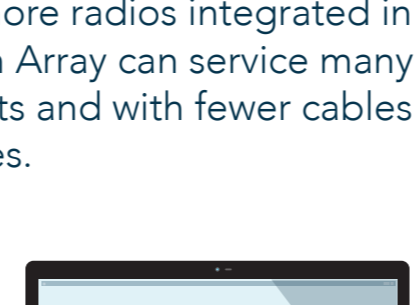 ore radios integrated in
Array can service many
ts and with fewer cables
es.